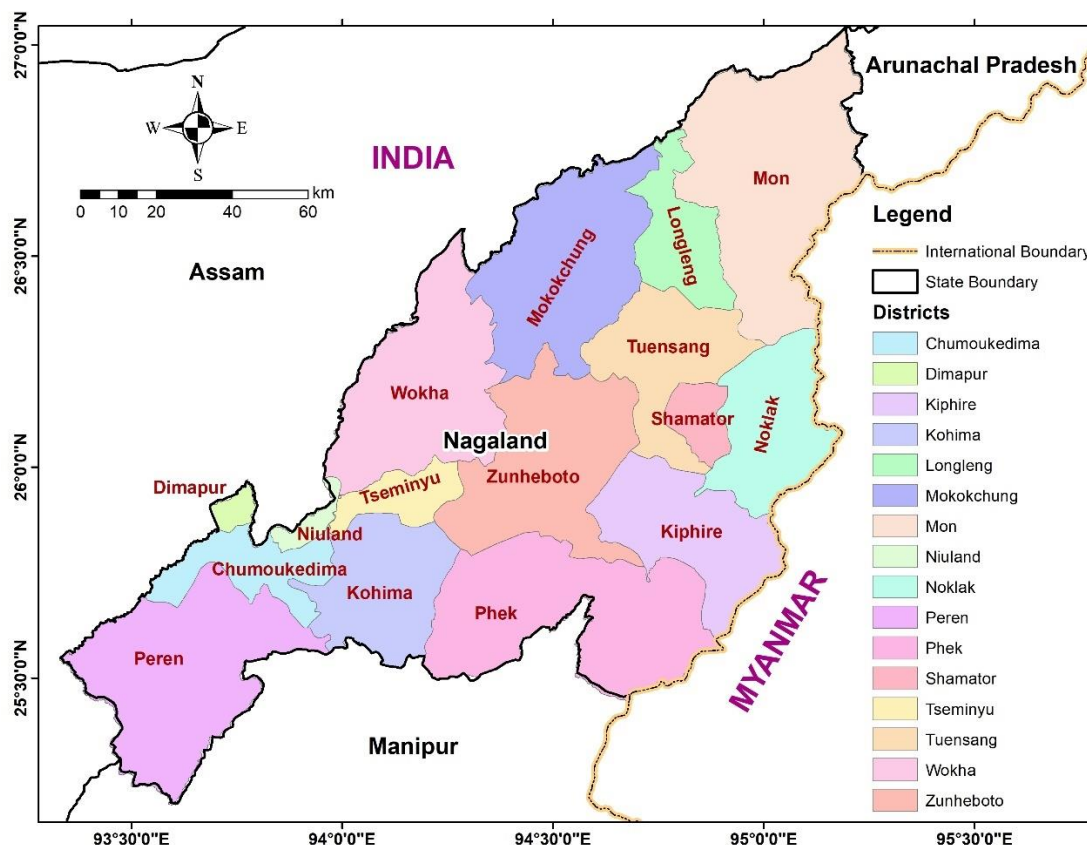 27°0'0"N
26°30'0"N
26°0'0"N
25°30'0"N
N
W E
S
km
0 5 10 20 30 40 60
INDIA
Arunachal Pradesh
Assam
Mon
Longleng
Mokokchung
Tuensang
Wokha
Shamator
Noklak
Nagaland
Zunheboto
Dimapur
Tseminyu
Niuland
Kiphire
Chumoukedima
Kohima
Phek
Peren
MYANMAR
Manipur
Legend
International Boundary
State Boundary
Districts
Chumoukedima
Dimapur
Kiphire
Kohima
Longleng
Mokokchung
Mon
Niuland
Noklak
Peren
Phek
Shamator
Tseminyu
Tuensang
Wokha
Zunheboto
93°30'0"E 94°0'0"E 94°30'0"E 95°0'0"E 95°30'0"E